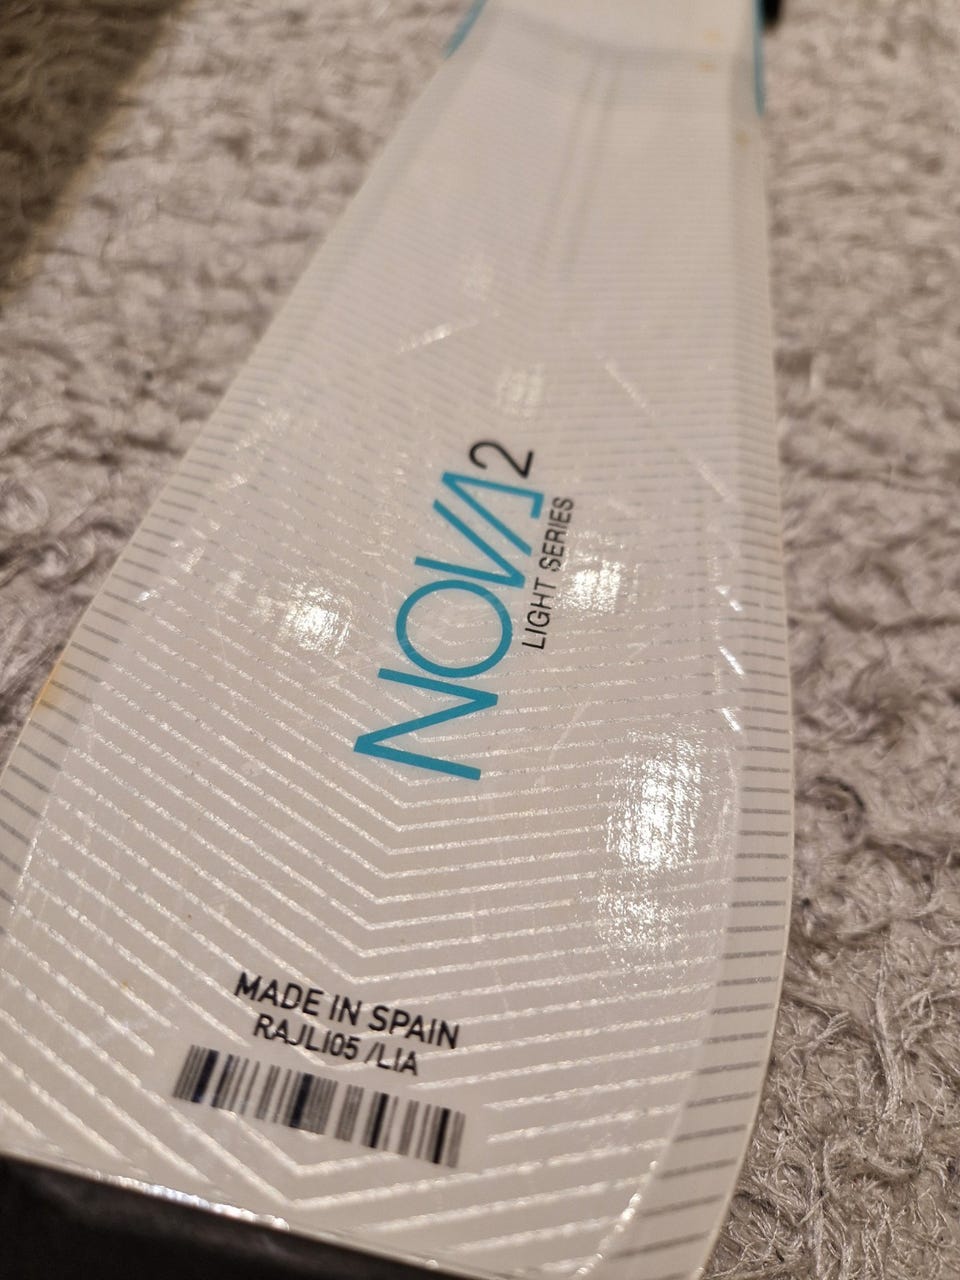 NOVA2
LIGHT SERIES
MADE IN SPAIN
RAJLI05 /LIA